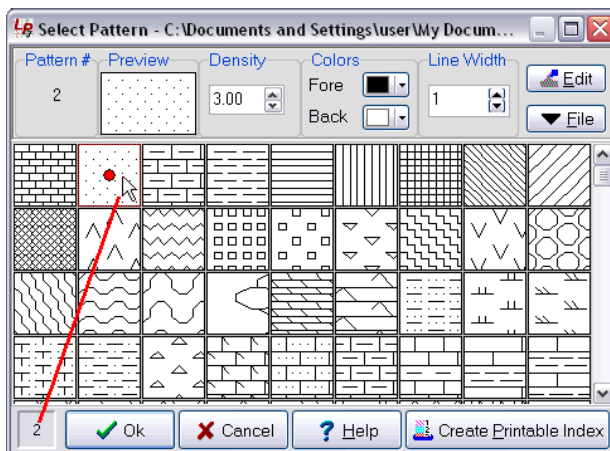 LP Select Pattern - C:\Documents and Settings\user\My Docum...
Pattern # Preview Density Colors Line Width
2 3.00 Fore 1 Edit
Back File
2 Ok Cancel ? Help Create Printable Index